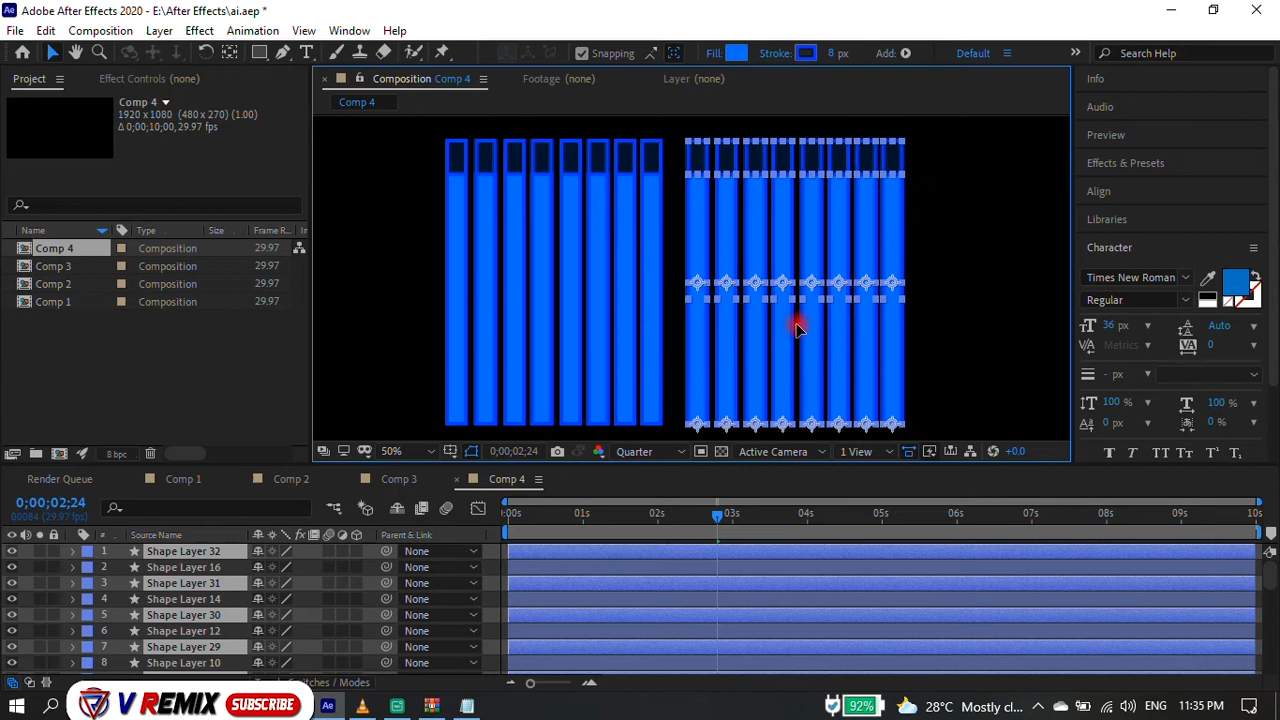 Adobe After Effects 2020 - E:\After Effects\ai.aep *
File Edit Composition Layer Effect Animation View Window Help
Snapping Fill: Stroke: 8 px Add: Default Search Help
Project Effect Controls (none) Composition Comp 4 Footage (none) Layer (none) Info
Comp 4
1920 x 1080 (480 x 270) (1.00)
Δ 0;00;10;00, 29.97 fps
Comp 4
Audio
Preview
Effects & Presets
Align
Libraries
Character
Name Type Size Frame R... In
Comp 4 Composition 29.97
Comp 3 Composition 29.97
Comp 2 Composition 29.97
Comp 1 Composition 29.97
Times New Roman
Regular
36 px Auto
Metrics 0
- px
100 % 100 %
0 px 0 %
T T TT Tт T¹ T₁
8 bpc 50% 0;00;02;24 Quarter Active Camera 1 View +0.0
Render Queue Comp 1 Comp 2 Comp 3 Comp 4
0;00;02;24
00084 (29.97 fps)
:00s 01s 02s 03s 04s 05s 06s 07s 08s 09s 10s
# Source Name Parent & Link
1 Shape Layer 32 None
2 Shape Layer 16 None
3 Shape Layer 31 None
4 Shape Layer 14 None
5 Shape Layer 30 None
6 Shape Layer 12 None
7 Shape Layer 29 None
8 Shape Layer 10 None
Switches / Modes
V REMIX SUBSCRIBE Ae 92% 28°C Mostly cl... ENG 11:35 PM